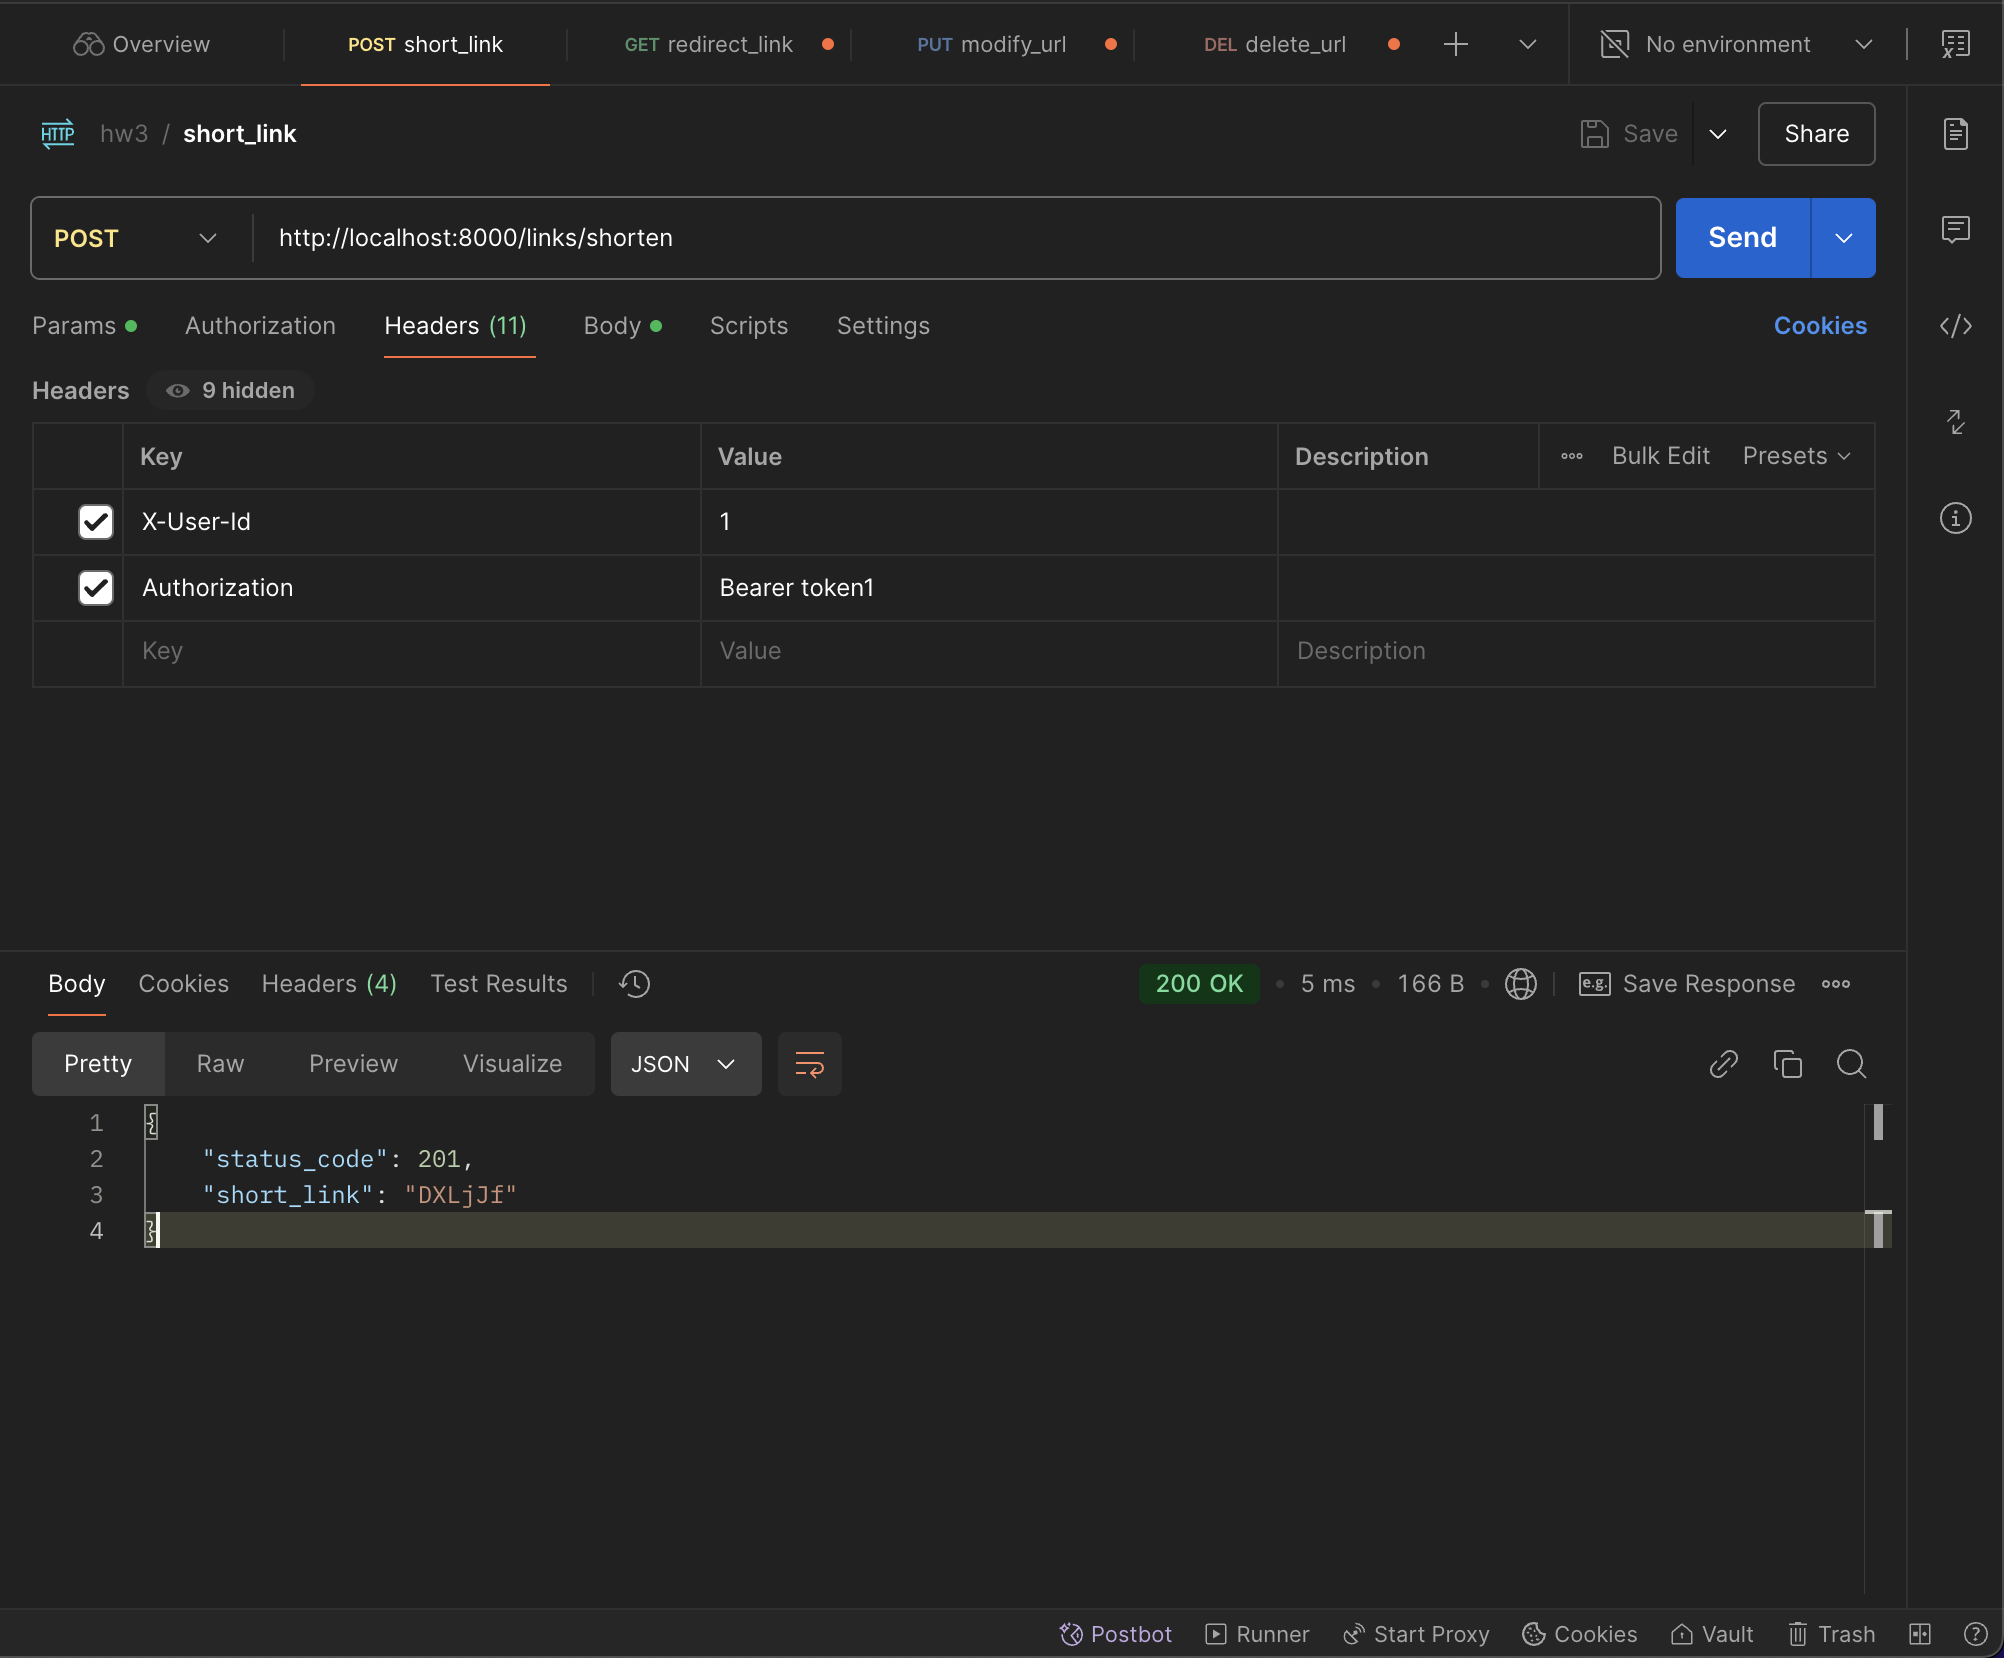 Overview
POST short_link
GET redirect_link
PUT modify_url
DEL delete_url
No environment
HTTP hw3 / short_link
Save
Share
POST http://localhost:8000/links/shorten
Send
Params
Authorization
Headers (11)
Body
Scripts
Settings
Cookies
Headers 9 hidden
Key Value Description Bulk Edit Presets
X-User-Id 1
Authorization Bearer token1
Key Value Description
Body Cookies Headers (4) Test Results
200 OK • 5 ms • 166 B • e.g. Save Response
Pretty Raw Preview Visualize JSON
1 {
2 "status_code": 201,
3 "short_link": "DXLjJf"
4 }
Postbot Runner Start Proxy Cookies Vault Trash